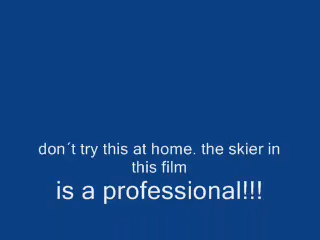 don´t try this at home. the skier in
this film
is a professional!!!